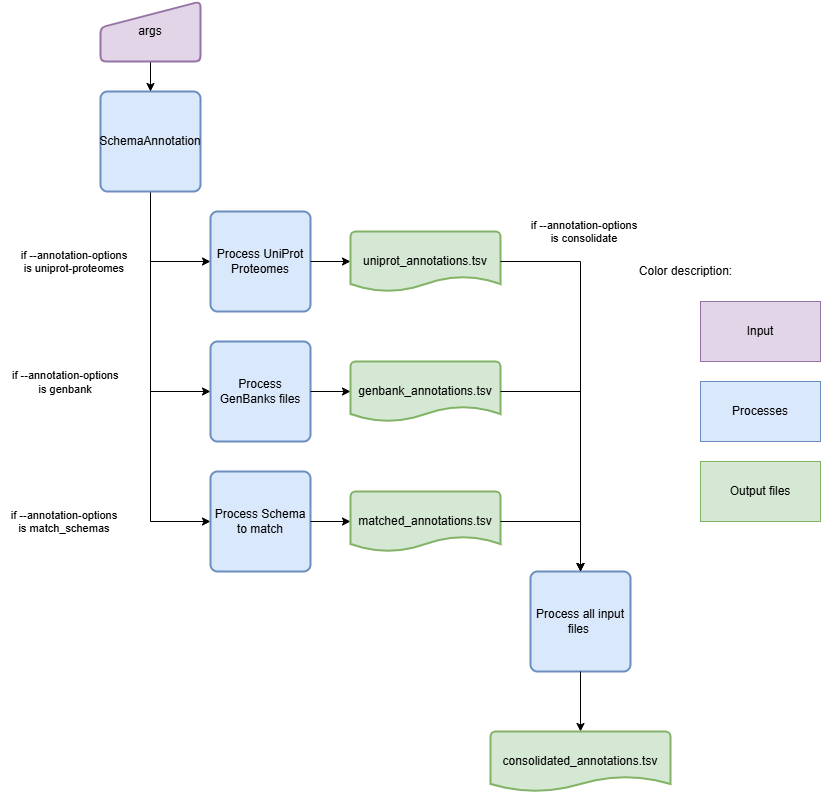 args
SchemaAnnotation
if --annotation-options
is uniprot-proteomes
Process UniProt
Proteomes
uniprot_annotations.tsv
if --annotation-options
is consolidate
Color description:
Input
if --annotation-options
is genbank
Process
GenBanks files
genbank_annotations.tsv
Processes
if --annotation-options
is match_schemas
Process Schema
to match
matched_annotations.tsv
Output files
Process all input
files
consolidated_annotations.tsv